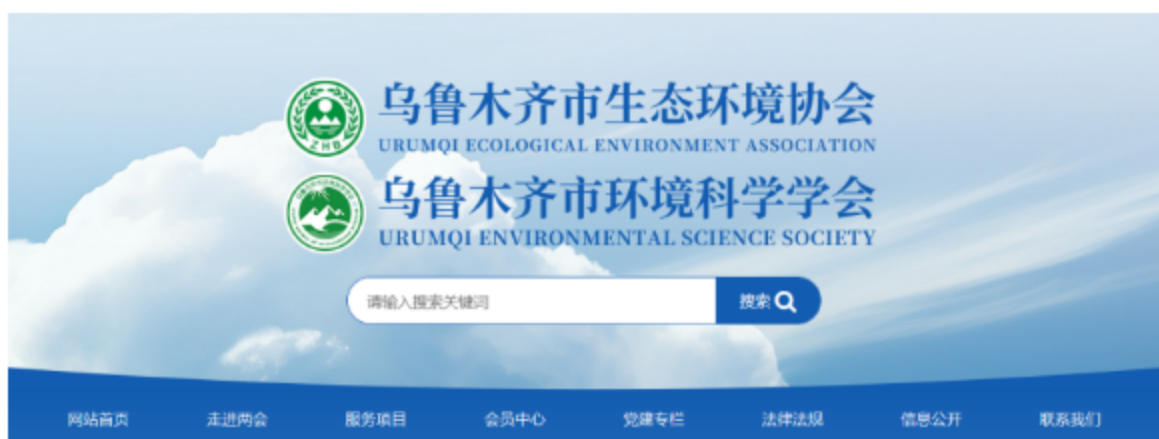 乌鲁木齐市生态环境协会
URUMQI ECOLOGICAL ENVIRONMENT ASSOCIATION
ZHB
乌鲁木齐市环境科学学会
URUMQI ENVIRONMENTAL SCIENCE SOCIETY
请输入搜索关键词 搜索
网站首页 走进两会 服务项目 会员中心 党建专栏 法律法规 信息公开 联系我们